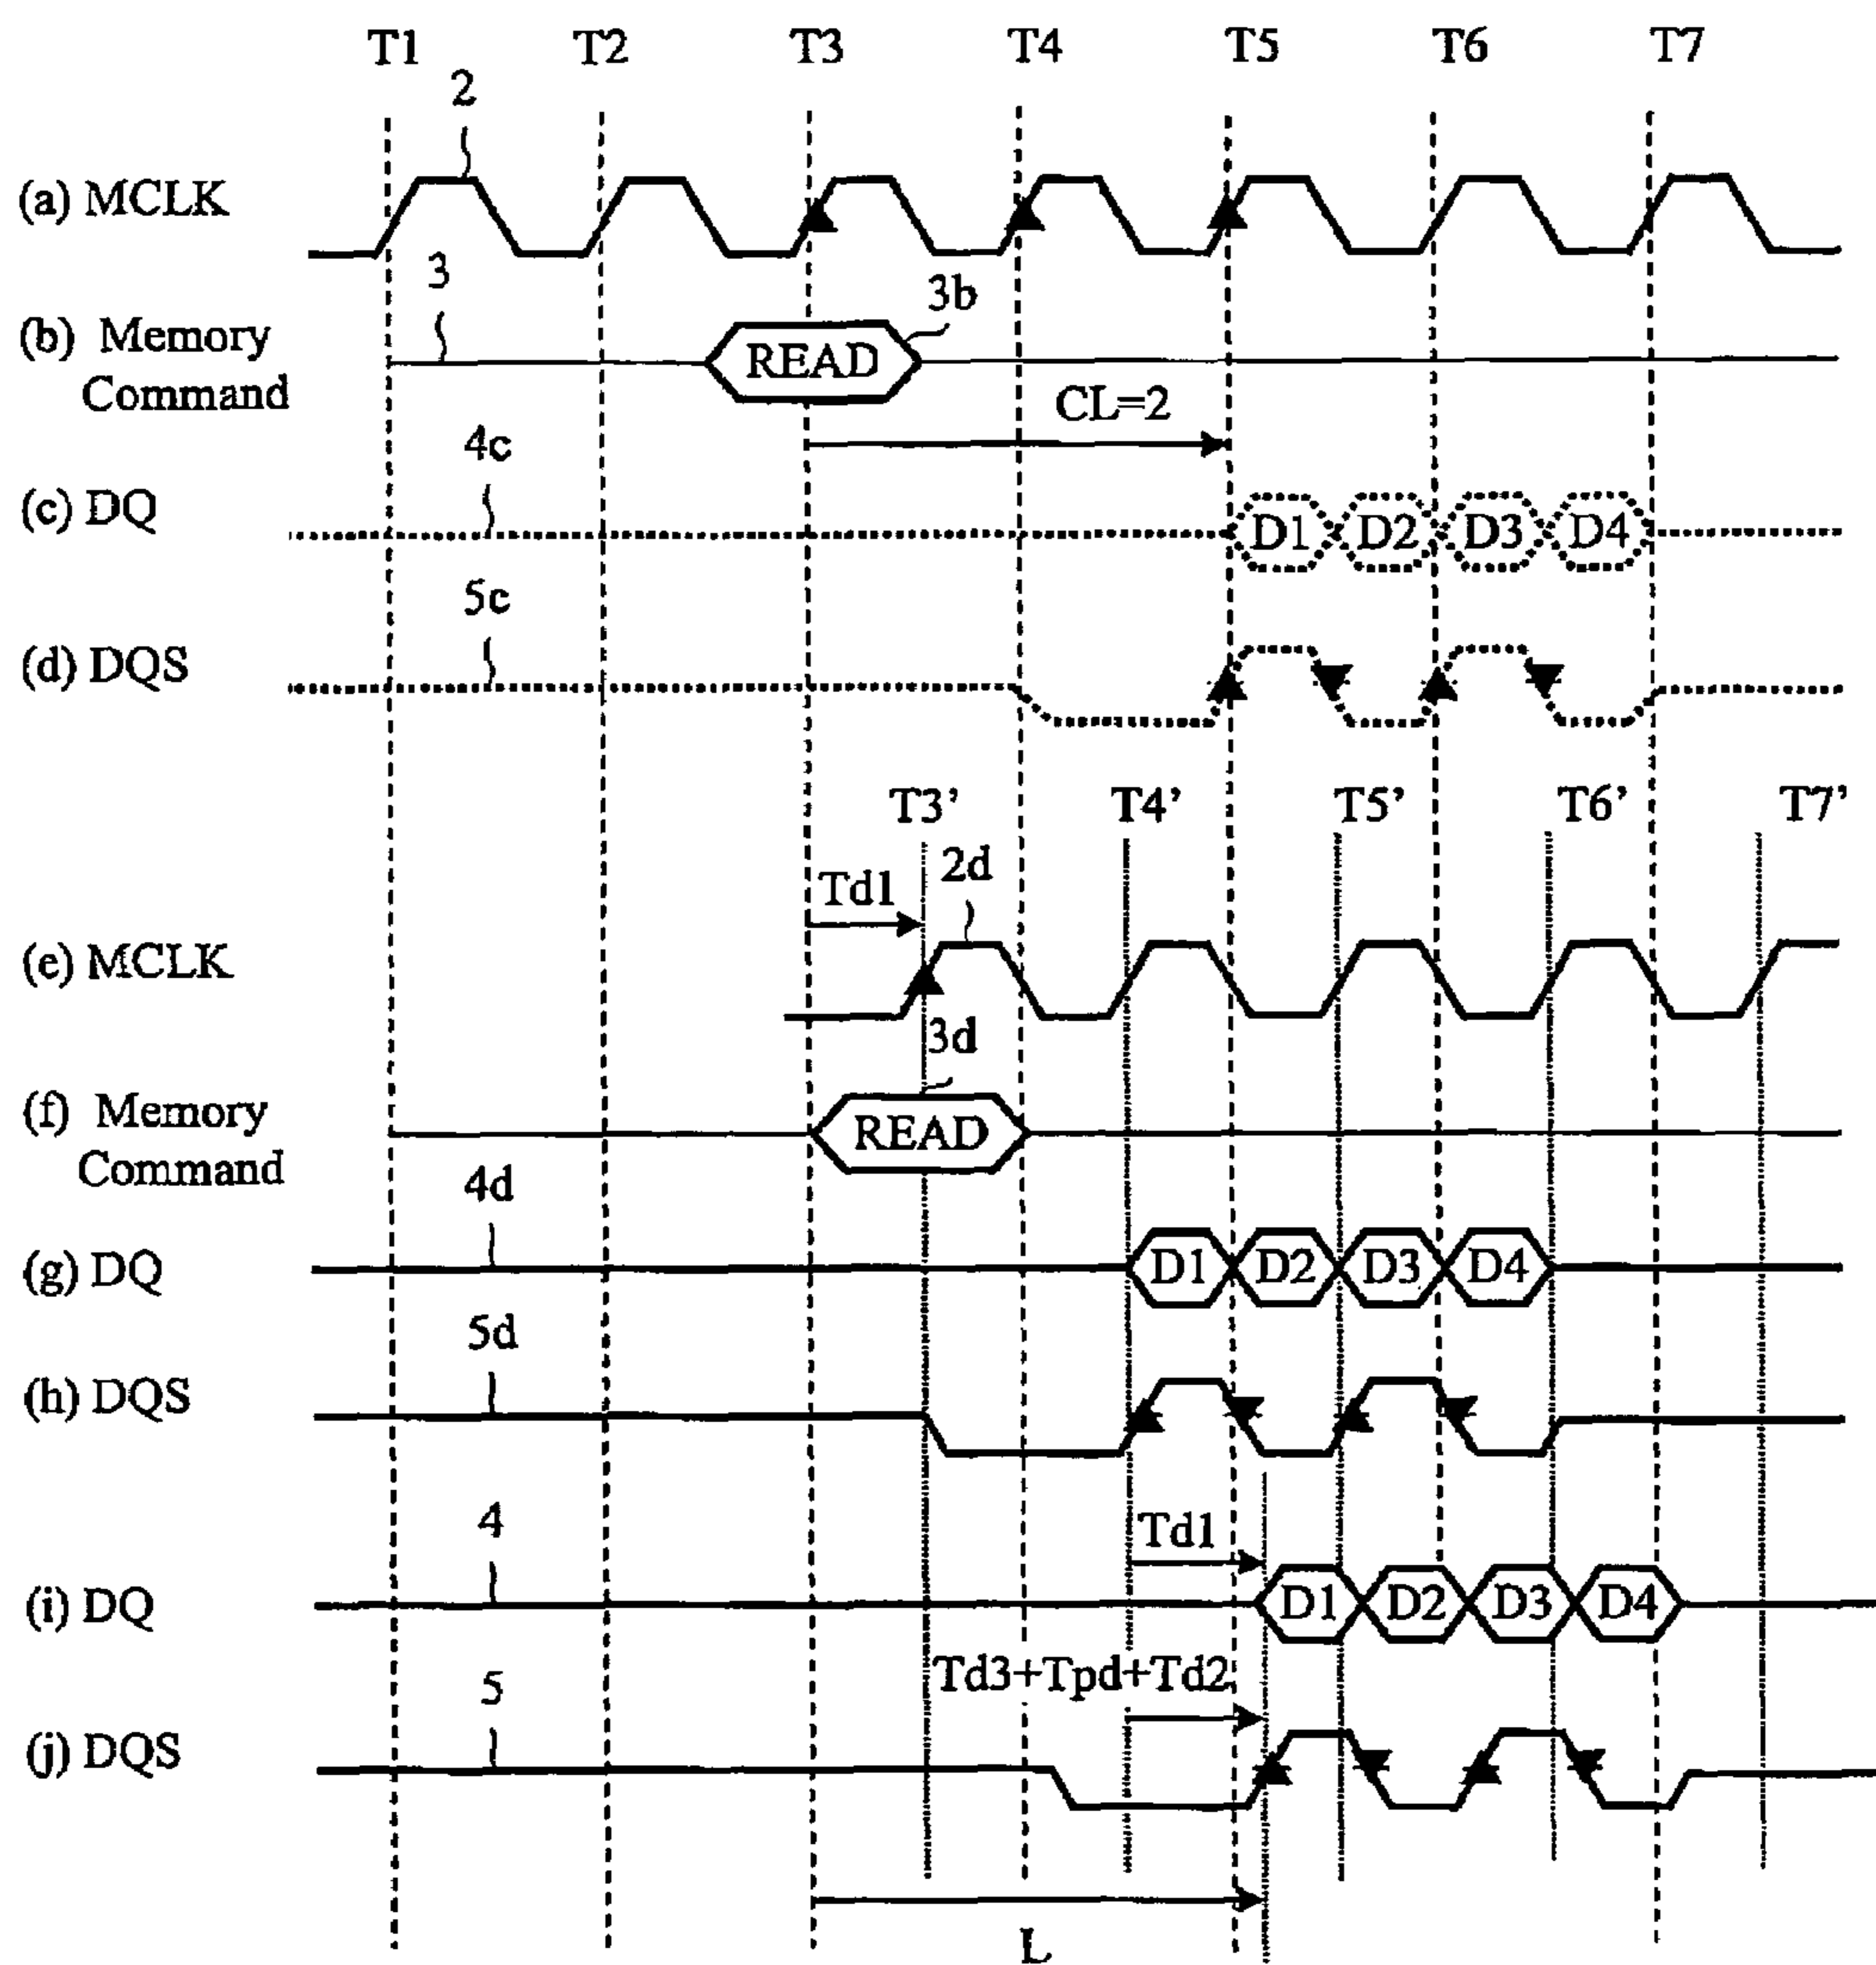 T1 T2 T3 T4 T5 T6 T7
2
(a) MCLK
3
3b
(b) Memory
Command
READ
CL=2
4c
(c) DQ
D1 D2 D3 D4
5c
(d) DQS
T3' T4' T5' T6' T7'
Td1
2d
(e) MCLK
3d
(f) Memory
Command
READ
4d
(g) DQ
D1 D2 D3 D4
5d
(h) DQS
4
Td1
(i) DQ
D1 D2 D3 D4
Td3+Tpd+Td2
5
(j) DQS
L